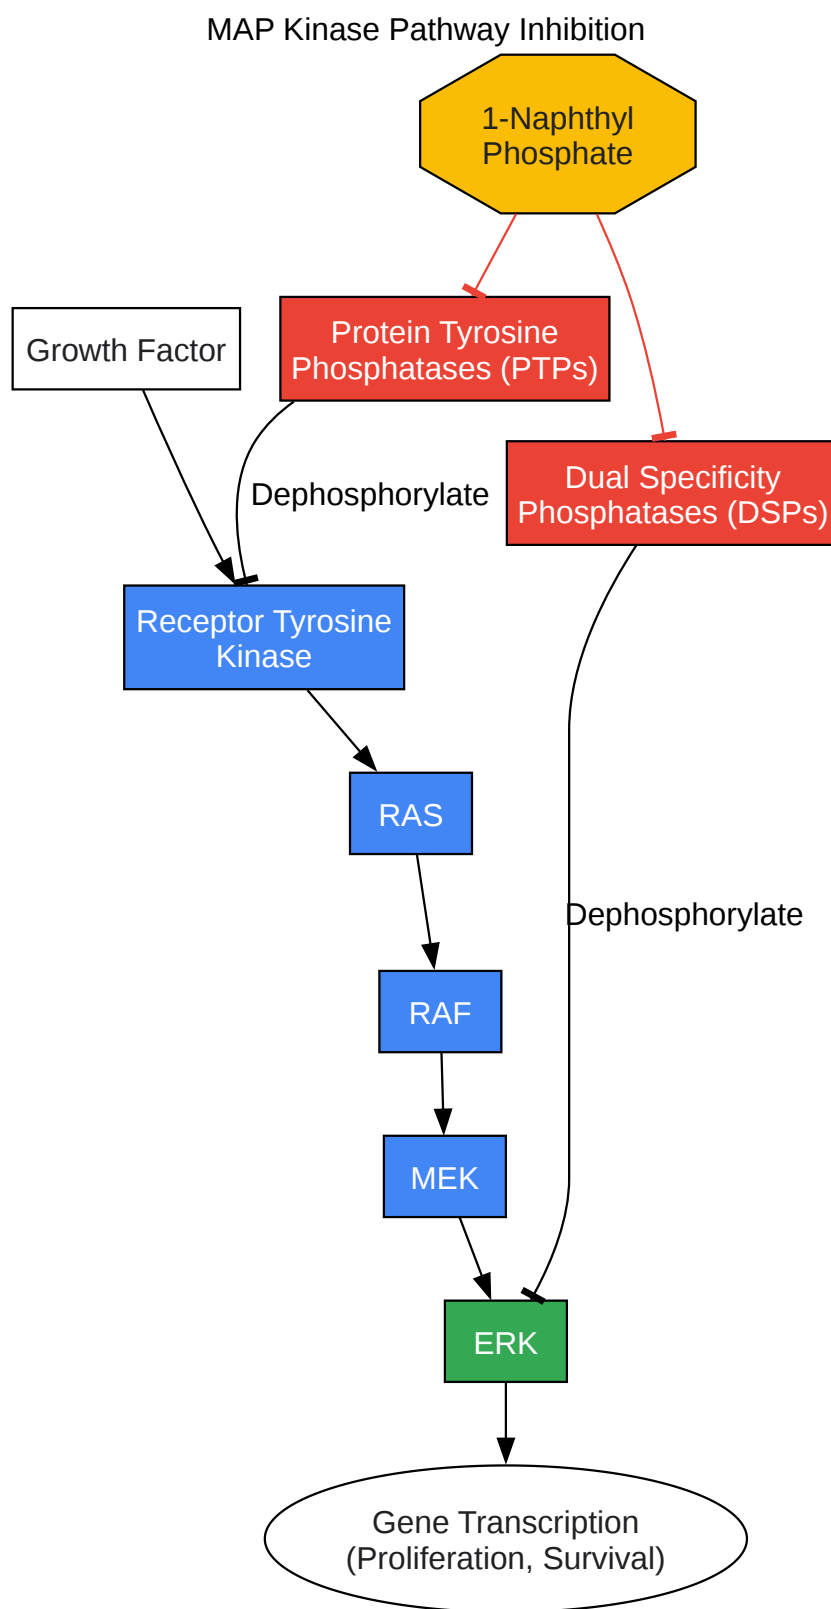 MAP Kinase Pathway Inhibition
1-Naphthyl
Phosphate
Growth Factor
Protein Tyrosine
Phosphatases (PTPs)
Dual Specificity
Phosphatases (DSPs)
Dephosphorylate
Receptor Tyrosine
Kinase
RAS
Dephosphorylate
RAF
MEK
ERK
Gene Transcription
(Proliferation, Survival)